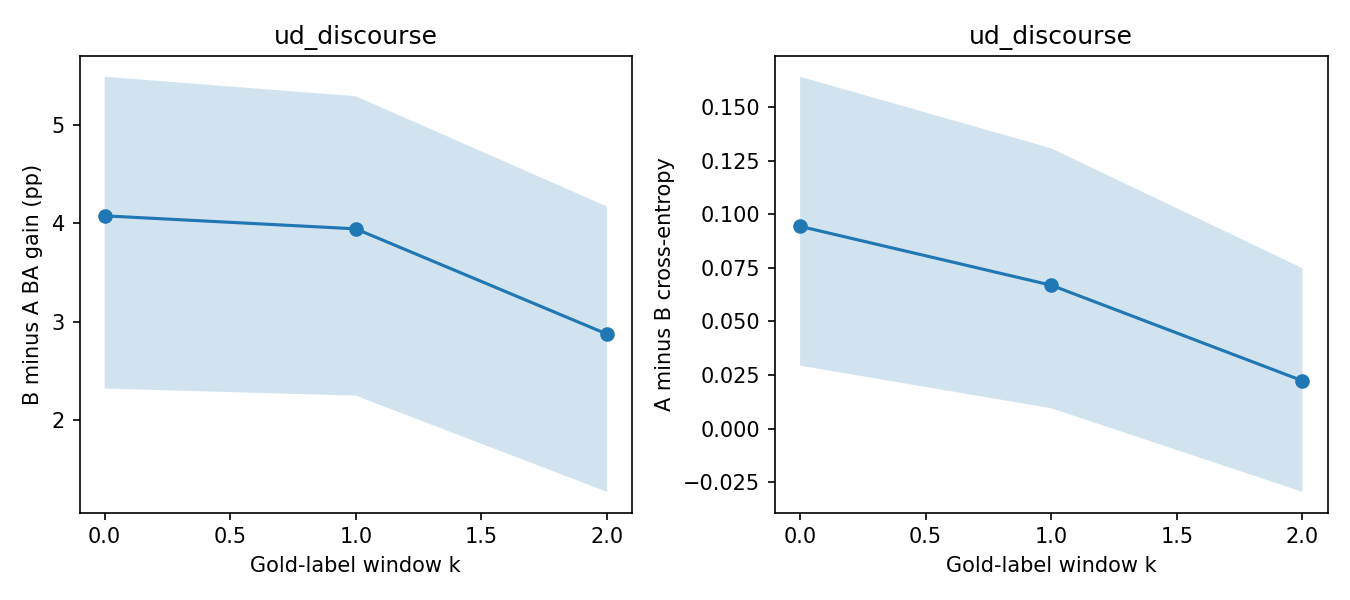 ud_discourse
B minus A BA gain (pp)
5
4
3
2
0.0 0.5 1.0 1.5 2.0
Gold-label window k
ud_discourse
A minus B cross-entropy
0.150
0.125
0.100
0.075
0.050
0.025
0.000
−0.025
0.0 0.5 1.0 1.5 2.0
Gold-label window k